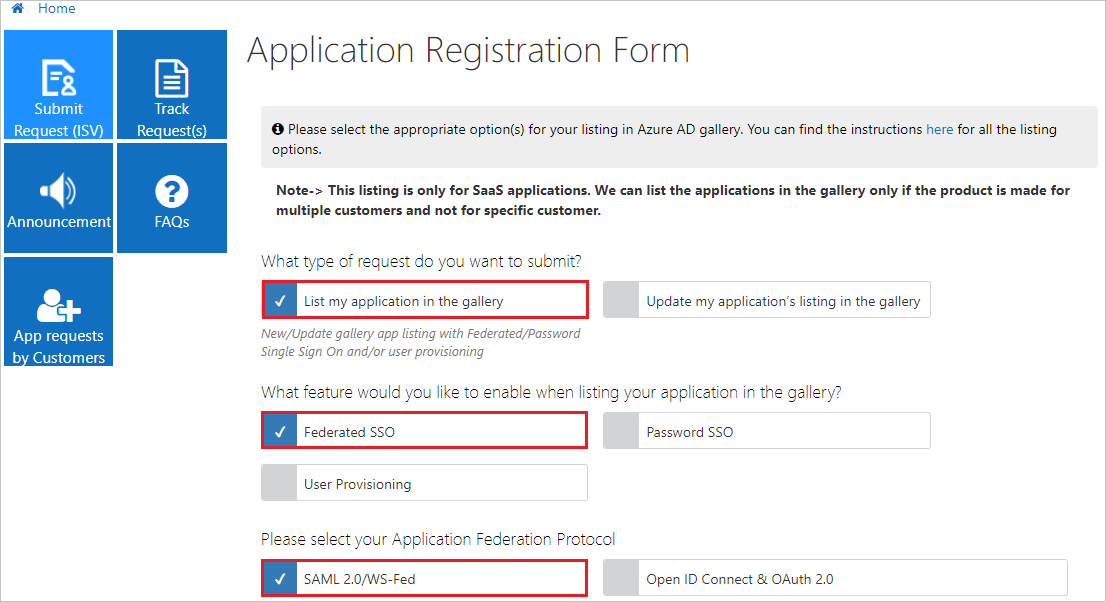 Home
Submit
Request (ISV)
Track
Request(s)
Announcement
FAQs
App requests
by Customers
Application Registration Form
Please select the appropriate option(s) for your listing in Azure AD gallery. You can find the instructions here for all the listing
options.
Note-> This listing is only for SaaS applications. We can list the applications in the gallery only if the product is made for
multiple customers and not for specific customer.
What type of request do you want to submit?
List my application in the gallery
Update my application's listing in the gallery
New/Update gallery app listing with Federated/Password
Single Sign On and/or user provisioning
What feature would you like to enable when listing your application in the gallery?
Federated SSO
Password SSO
User Provisioning
Please select your Application Federation Protocol
SAML 2.0/WS-Fed
Open ID Connect & OAuth 2.0